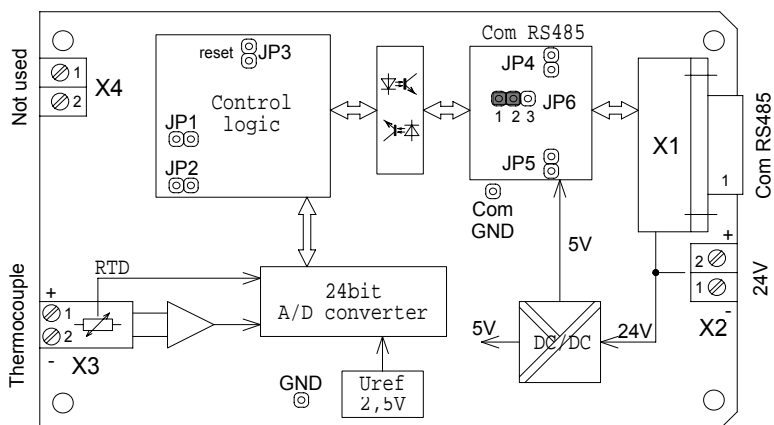 Not used
1
2
X4
reset
JP3
Control
logic
JP1
JP2
Com RS485
JP4
JP6
1 2 3
JP5
Com
GND
X1
1
Com RS485
+
2
1
-
24V
X2
5V
5V
DC/DC
24V
RTD
24bit
A/D converter
Thermocouple
+
1
2
-
X3
GND
Uref
2,5V